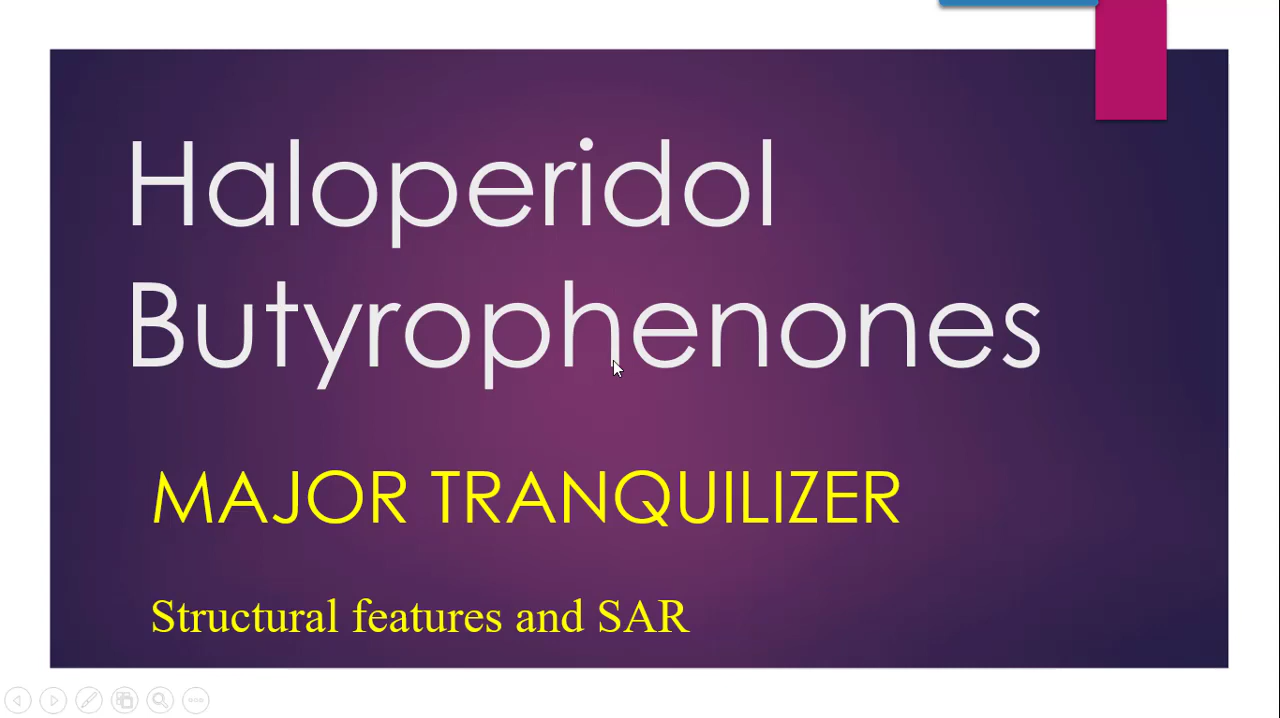 Haloperidol
Butyrophenones
MAJOR TRANQUILIZER
Structural features and SAR